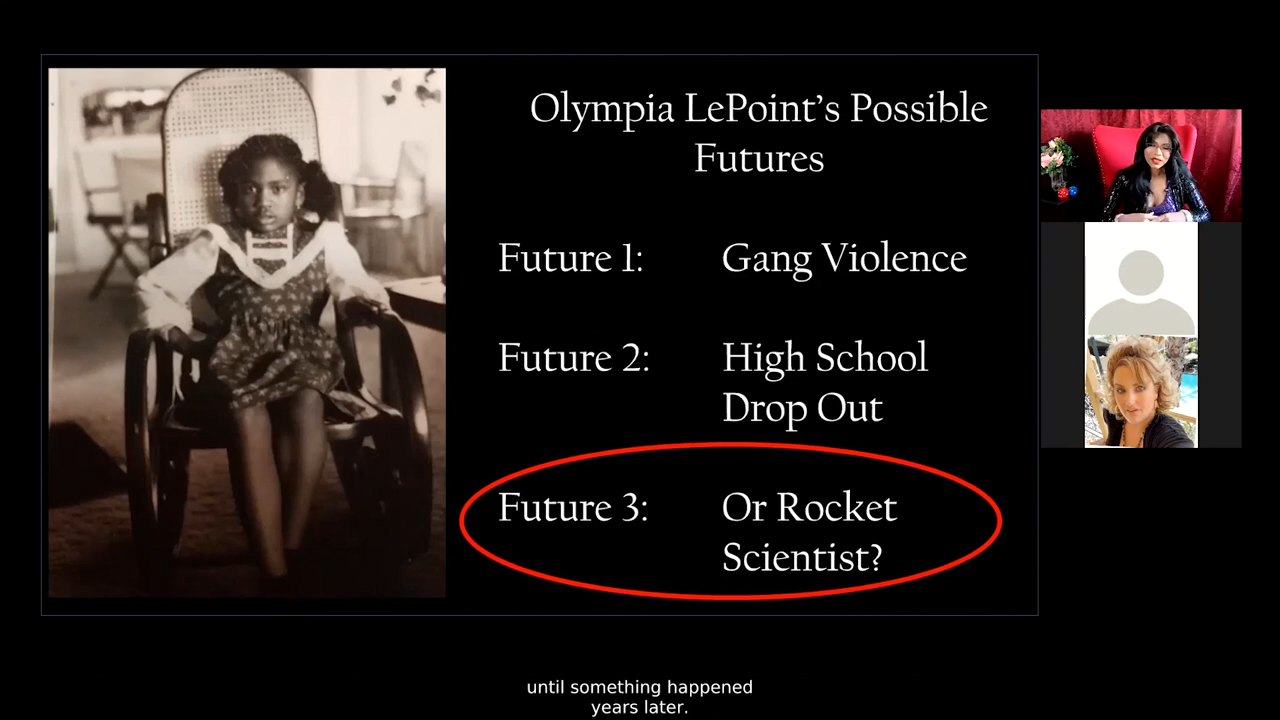 Olympia LePoint’s Possible
Futures
Future 1: Gang Violence
Future 2: High School
Drop Out
Future 3: Or Rocket
Scientist?
until something happened
years later.